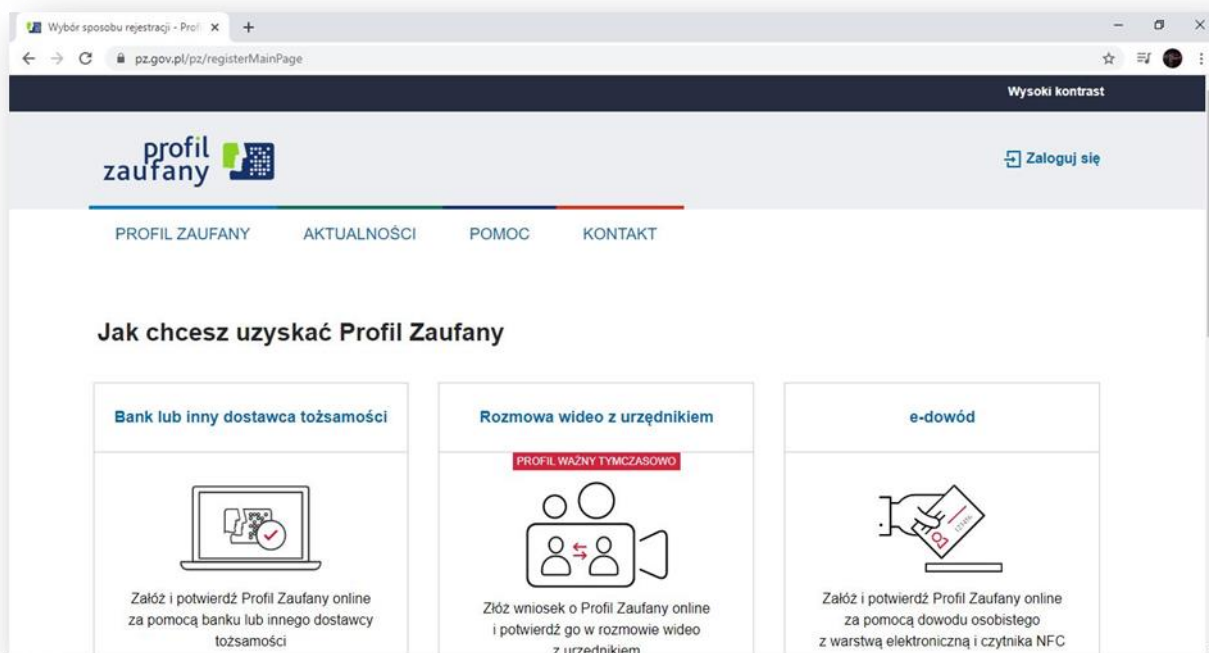 Wybór sposobu rejestracji - Prof
pz.gov.pl/pz/registerMainPage
Wysoki kontrast
profil
zaufany
Zaloguj się
PROFIL ZAUFANY AKTUALNOŚCI POMOC KONTAKT
Jak chcesz uzyskać Profil Zaufany
Bank lub inny dostawca tożsamości
Załóż i potwierdź Profil Zaufany online
za pomocą banku lub innego dostawcy
tożsamości
Rozmowa wideo z urzędnikiem
PROFIL WAŻNY TYMCZASOWO
Złóż wniosek o Profil Zaufany online
i potwierdź go w rozmowie wideo
z urzędnikiem
e-dowód
123456
Załóż i potwierdź Profil Zaufany online
za pomocą dowodu osobistego
z warstwą elektroniczną i czytnika NFC